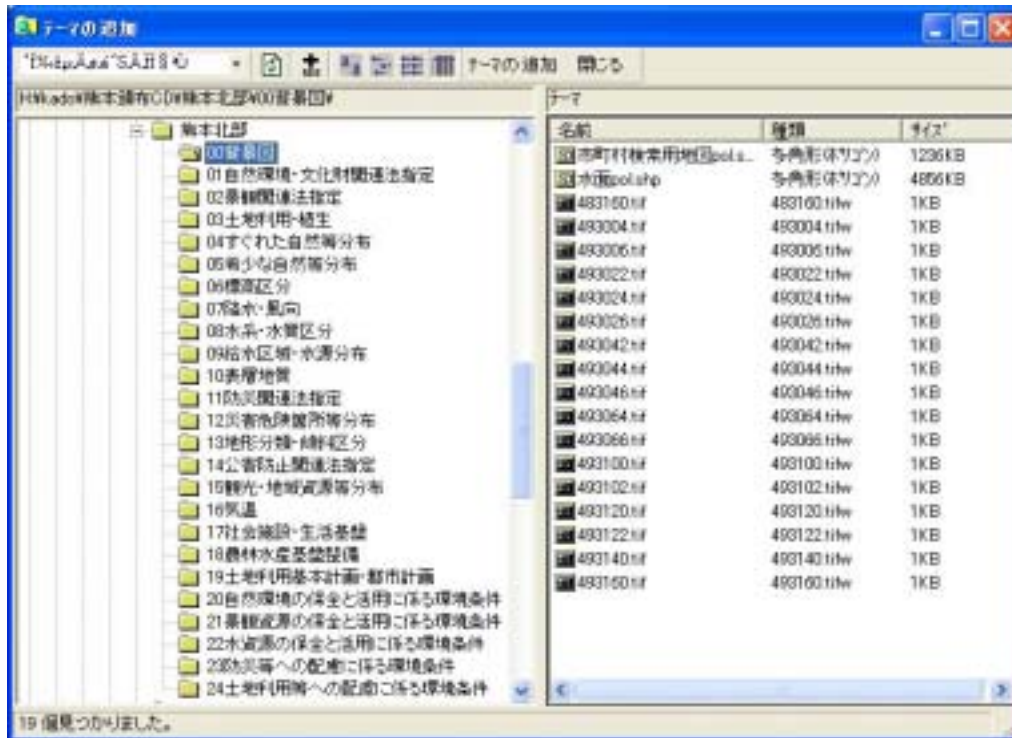 テーマの追加
テーマの追加 閉じる
H:\kado\熊本頒布CD\熊本北部\00背景図\
テーマ
熊本北部
00背景図
01自然環境・文化財関連法指定
02景観関連法指定
03土地利用・植生
04すぐれた自然等分布
05希少な自然等分布
06標高区分
07降水・風向
08水系・水質区分
09給水区域・水源分布
10表層地質
11防災関連法指定
12災害危険箇所等分布
13地形分類・傾斜区分
14公害防止関連法指定
15観光・地域資源等分布
16気温
17社会施設・生活基盤
18農林水産基盤整備
19土地利用基本計画・都市計画
20自然環境の保全と活用に係る環境条件
21景観資源の保全と活用に係る環境条件
22水資源の保全と活用に係る環境条件
23防災等への配慮に係る環境条件
24土地利用等への配慮に係る環境条件
名前 種類 サイズ
市町村検索用地図pol.s... 多角形(ポリゴン) 1236KB
水面pol.shp 多角形(ポリゴン) 4856KB
483160.tif 483160.tifw 1KB
493004.tif 493004.tifw 1KB
493006.tif 493006.tifw 1KB
493022.tif 493022.tifw 1KB
493024.tif 493024.tifw 1KB
493026.tif 493026.tifw 1KB
493042.tif 493042.tifw 1KB
493044.tif 493044.tifw 1KB
493046.tif 493046.tifw 1KB
493064.tif 493064.tifw 1KB
493066.tif 493066.tifw 1KB
493100.tif 493100.tifw 1KB
493102.tif 493102.tifw 1KB
493120.tif 493120.tifw 1KB
493122.tif 493122.tifw 1KB
493140.tif 493140.tifw 1KB
493160.tif 493160.tifw 1KB
19 個見つかりました。